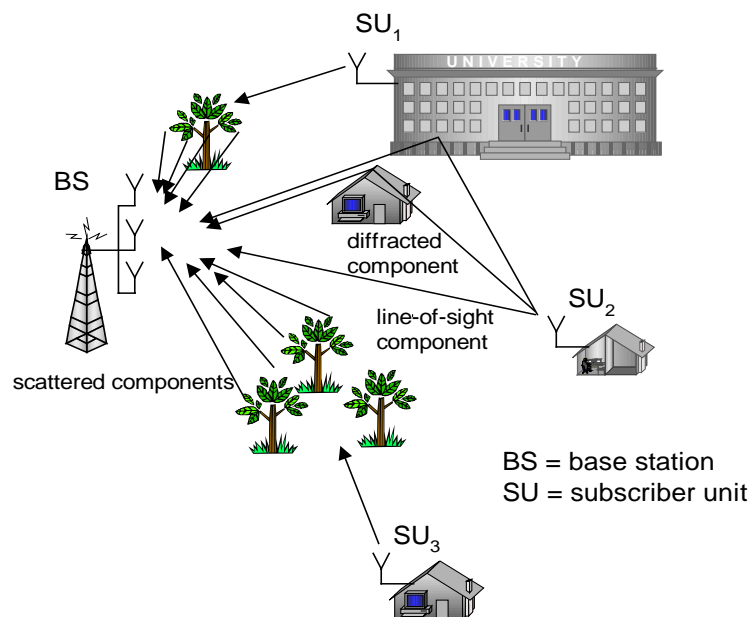 SU1
UNIVERSITY
BS
diffracted
component
line-of-sight
component
SU2
scattered components
BS = base station
SU = subscriber unit
SU3